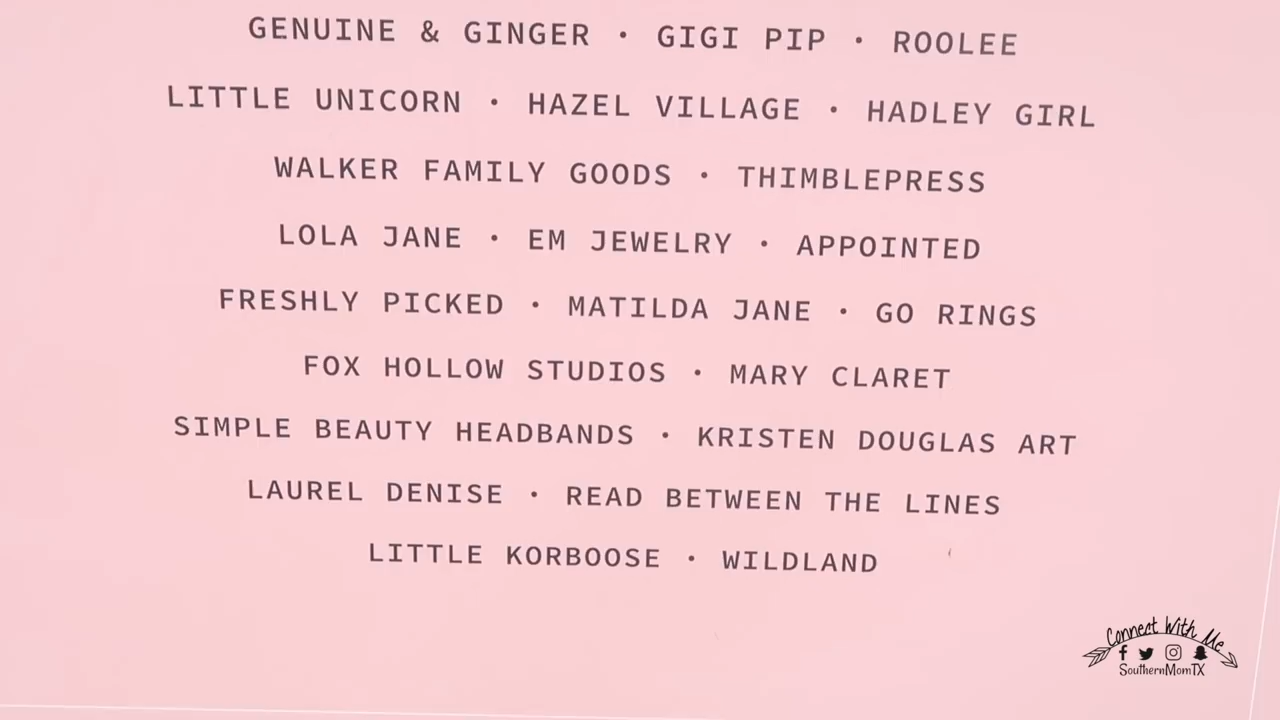 GENUINE & GINGER · GIGI PIP · ROOLEE
LITTLE UNICORN · HAZEL VILLAGE · HADLEY GIRL
WALKER FAMILY GOODS · THIMBLEPRESS
LOLA JANE · EM JEWELRY · APPOINTED
FRESHLY PICKED · MATILDA JANE · GO RINGS
FOX HOLLOW STUDIOS · MARY CLARET
SIMPLE BEAUTY HEADBANDS · KRISTEN DOUGLAS ART
LAUREL DENISE · READ BETWEEN THE LINES
LITTLE KORBOOSE · WILDLAND
Connect With Me
SouthernMomTX